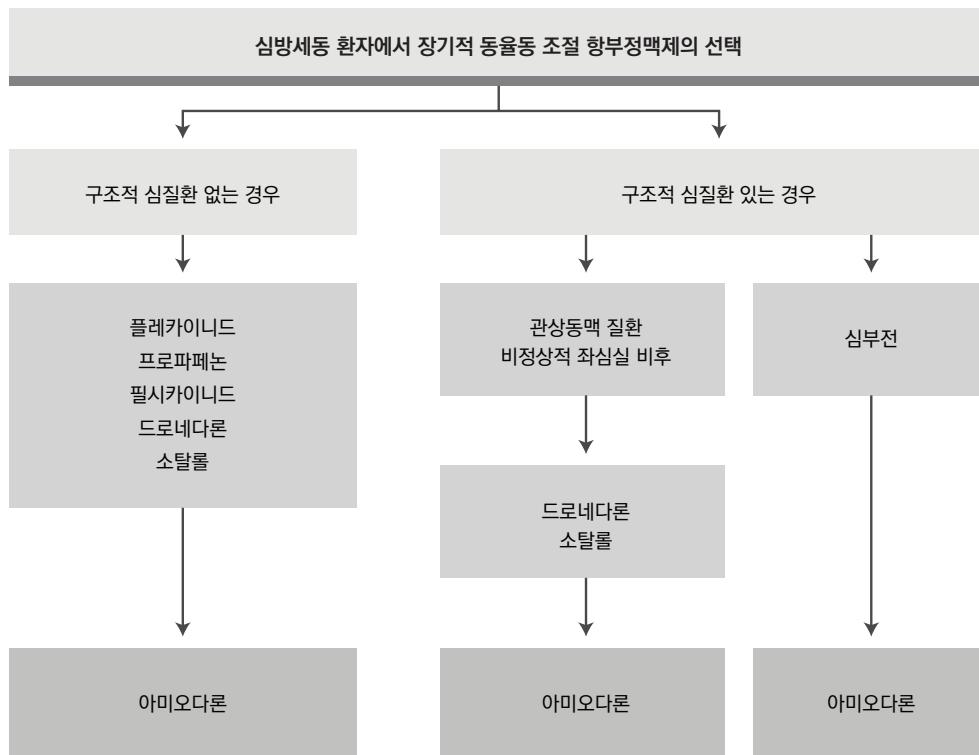 심방세동 환자에서 장기적 동율동 조절 항부정맥제의 선택
구조적 심질환 없는 경우
구조적 심질환 있는 경우
플레카이니드
프로파페논
필시카이니드
드로네다론
소탈롤
관상동맥 질환
비정상적 좌심실 비후
심부전
드로네다론
소탈롤
아미오다론
아미오다론
아미오다론